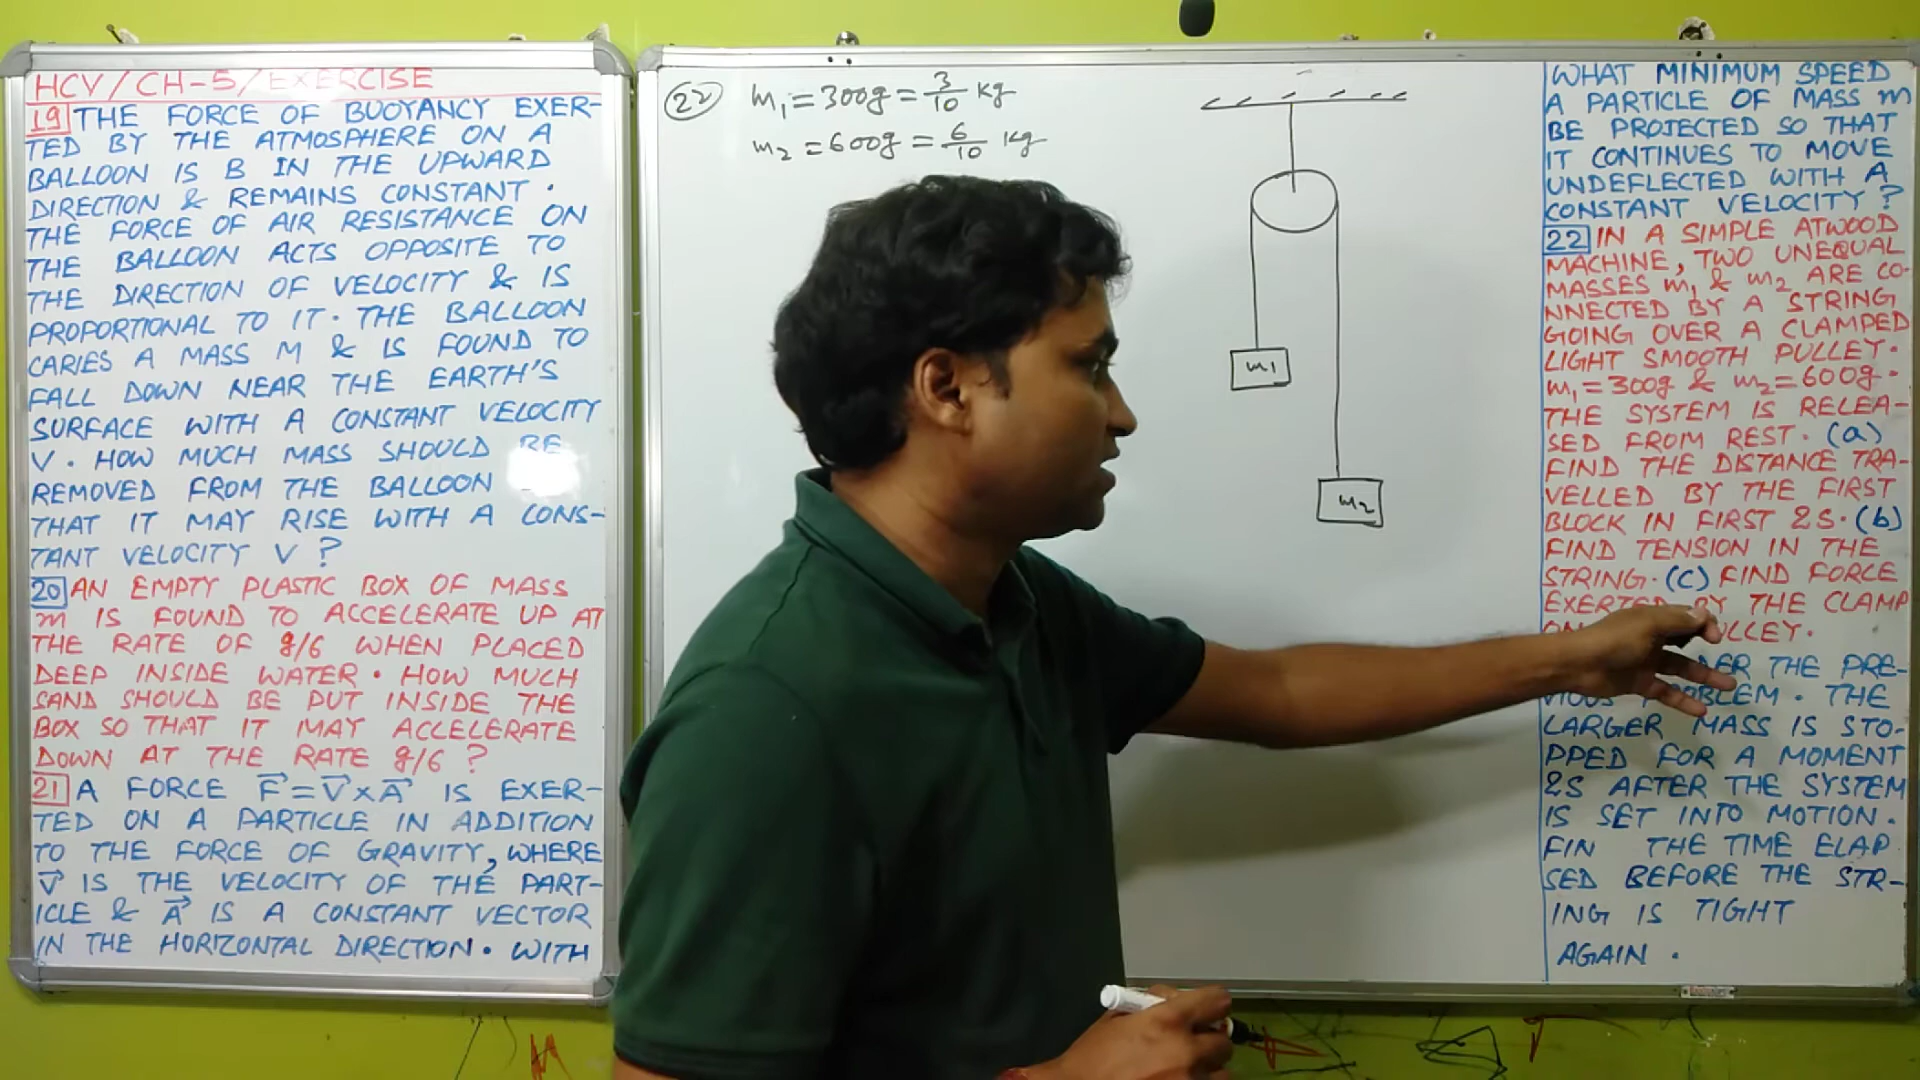 HCV/CH-5/EXERCISE
19 THE FORCE OF BUOYANCY EXER-
TED BY THE ATMOSPHERE ON A
BALLOON IS B IN THE UPWARD
DIRECTION & REMAINS CONSTANT.
THE FORCE OF AIR RESISTANCE ON
THE BALLOON ACTS OPPOSITE TO
THE DIRECTION OF VELOCITY & IS
PROPORTIONAL TO IT. THE BALLOON
CARIES A MASS M & IS FOUND TO
FALL DOWN NEAR THE EARTH'S
SURFACE WITH A CONSTANT VELOCITY
V. HOW MUCH MASS SHOULD BE
REMOVED FROM THE BALLOON
THAT IT MAY RISE WITH A CONS-
TANT VELOCITY V ?
20 AN EMPTY PLASTIC BOX OF MASS
m IS FOUND TO ACCELERATE UP AT
THE RATE OF g/6 WHEN PLACED
DEEP INSIDE WATER. HOW MUCH
SAND SHOULD BE PUT INSIDE THE
BOX SO THAT IT MAY ACCELERATE
DOWN AT THE RATE g/6 ?
21 A FORCE F⃗ = V⃗ x A⃗ IS EXER-
TED ON A PARTICLE IN ADDITION
TO THE FORCE OF GRAVITY, WHERE
V⃗ IS THE VELOCITY OF THE PART-
ICLE & A⃗ IS A CONSTANT VECTOR
IN THE HORIZONTAL DIRECTION. WITH
22 m₁ = 300g = 3/10 kg
m₂ = 600g = 6/10 kg
m₁
m₂
WHAT MINIMUM SPEED
A PARTICLE OF MASS m
BE PROJECTED SO THAT
IT CONTINUES TO MOVE
UNDEFLECTED WITH A
CONSTANT VELOCITY ?
22 IN A SIMPLE ATWOOD
MACHINE, TWO UNEQUAL
MASSES m₁ & m₂ ARE CO-
NNECTED BY A STRING
GOING OVER A CLAMPED
LIGHT SMOOTH PULLEY.
m₁ = 300g & m₂ = 600g.
THE SYSTEM IS RELEA-
SED FROM REST. (a)
FIND THE DISTANCE TRA-
VELLED BY THE FIRST
BLOCK IN FIRST 2S. (b)
FIND TENSION IN THE
STRING. (c) FIND FORCE
EXERTED BY THE CLAMP
ON PULLEY.
THE PRE-
VIOUS PROBLEM. THE
LARGER MASS IS STO-
PPED FOR A MOMENT
2S AFTER THE SYSTEM
IS SET INTO MOTION.
FIN THE TIME ELAP
SED BEFORE THE STR-
ING IS TIGHT
AGAIN.